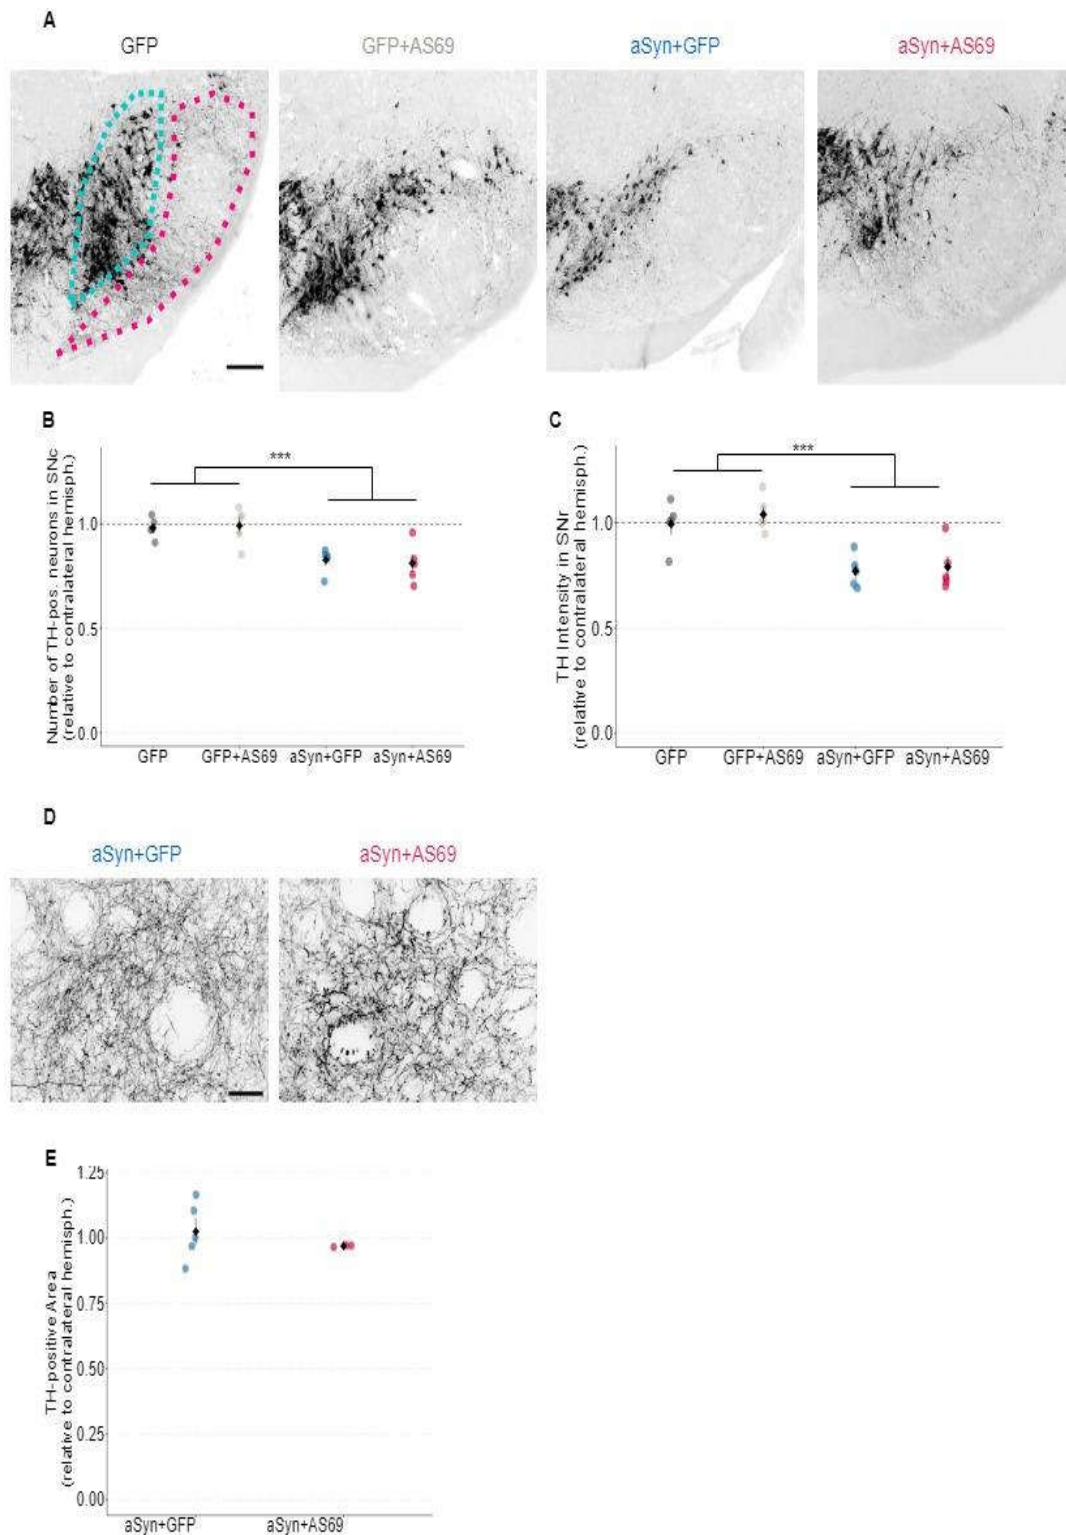 A
GFP
GFP+AS69
aSyn+GFP
aSyn+AS69
B
Number of TH-pos. neurons in SNc
(relative to contralateral hemisph.)
***
1.0
0.5
0.0
GFP
GFP+AS69
aSyn+GFP
aSyn+AS69
C
TH Intensity in SNr
(relative to contralateral hemisph.)
***
1.0
0.5
0.0
GFP
GFP+AS69
aSyn+GFP
aSyn+AS69
D
aSyn+GFP
aSyn+AS69
E
TH-positive Area
(relative to contralateral hemisph.)
1.25
1.00
0.75
0.50
0.25
0.00
aSyn+GFP
aSyn+AS69